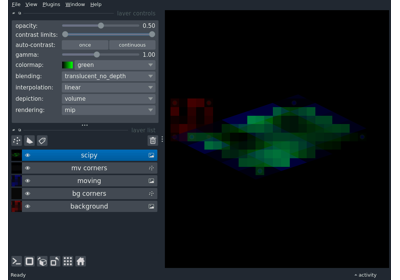 File View Plugins Window Help
layer controls
opacity: 0.50
contrast limits:
auto-contrast: once continuous
gamma: 1.00
colormap: green
blending: translucent_no_depth
interpolation: linear
depiction: volume
rendering: mip
layer list
scipy
mv corners
moving
bg corners
background
Ready
activity